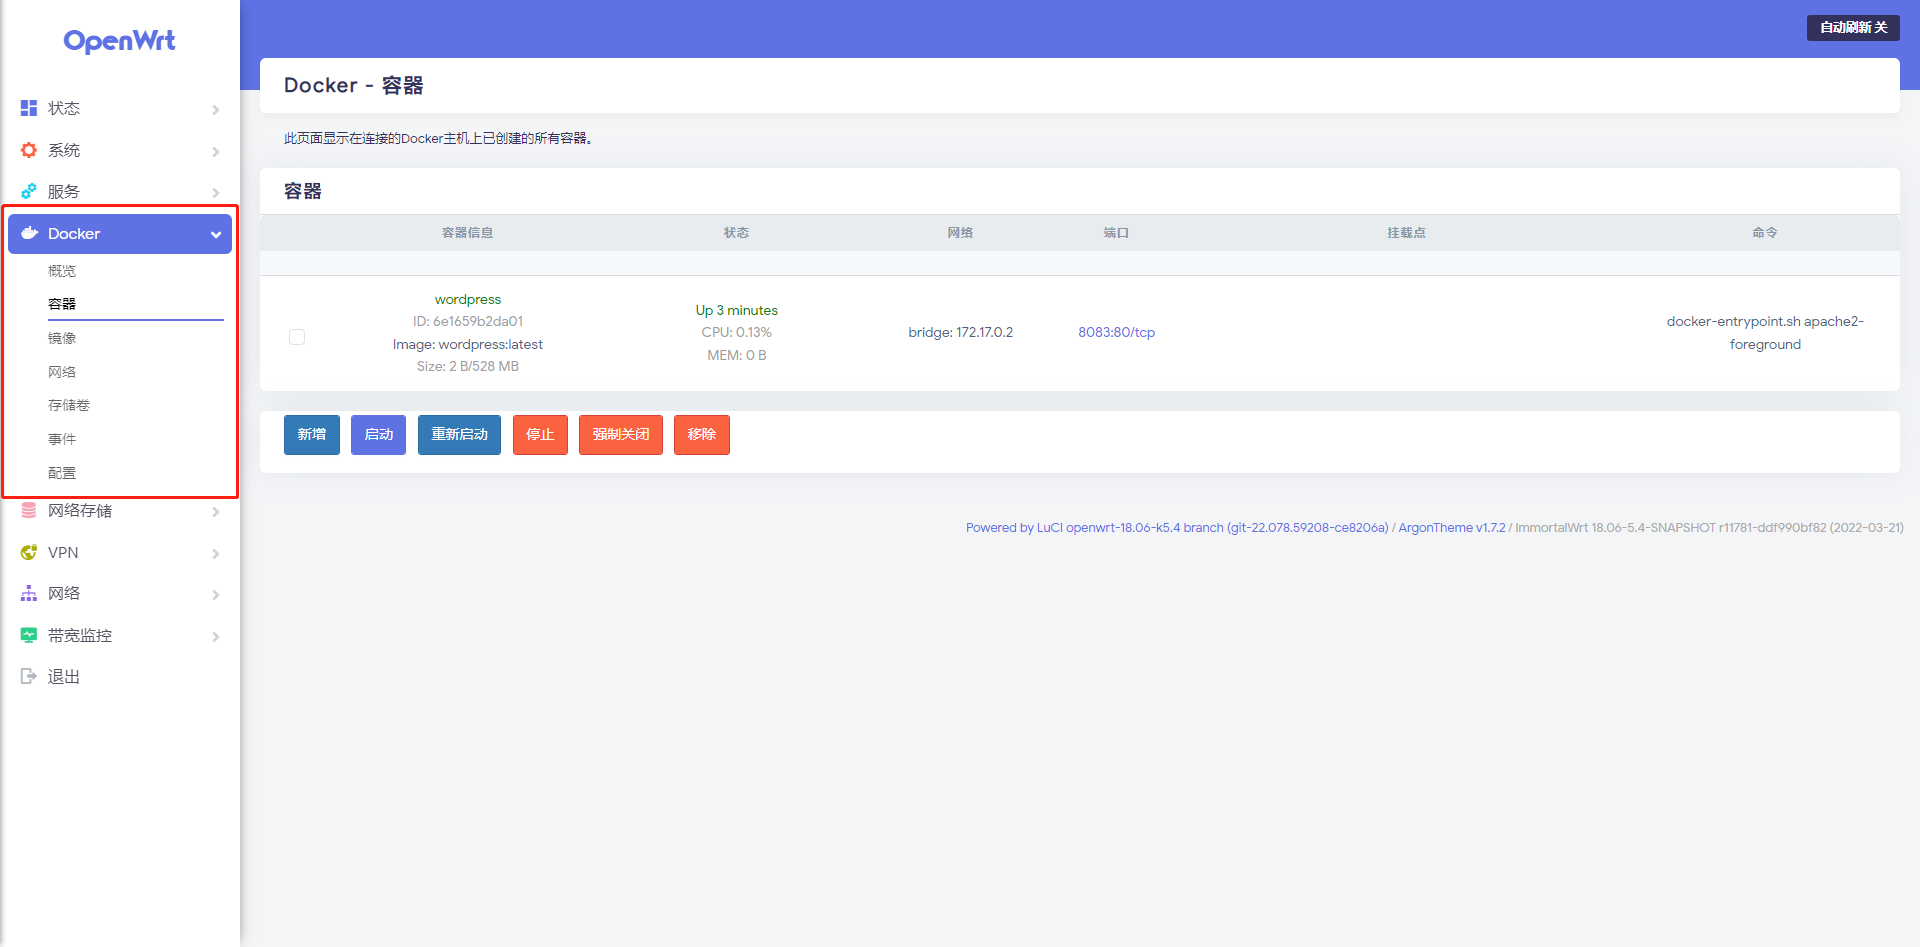 OpenWrt
自动刷新 关
状态
系统
服务
Docker
概览
容器
镜像
网络
存储卷
事件
配置
网络存储
VPN
网络
带宽监控
退出
Docker - 容器
此页面显示在连接的Docker主机上已创建的所有容器。
容器
容器信息 状态 网络 端口 挂载点 命令
wordpress
ID: 6e1659b2da01
Image: wordpress:latest
Size: 2 B/528 MB
Up 3 minutes
CPU: 0.13%
MEM: 0 B
bridge: 172.17.0.2
8083:80/tcp
docker-entrypoint.sh apache2-
foreground
新增 启动 重新启动 停止 强制关闭 移除
Powered by LuCI openwrt-18.06-k5.4 branch (git-22.078.59208-ce8206a) / ArgonTheme v1.7.2 / ImmortalWrt 18.06-5.4-SNAPSHOT r11781-ddf990bf82 (2022-03-21)